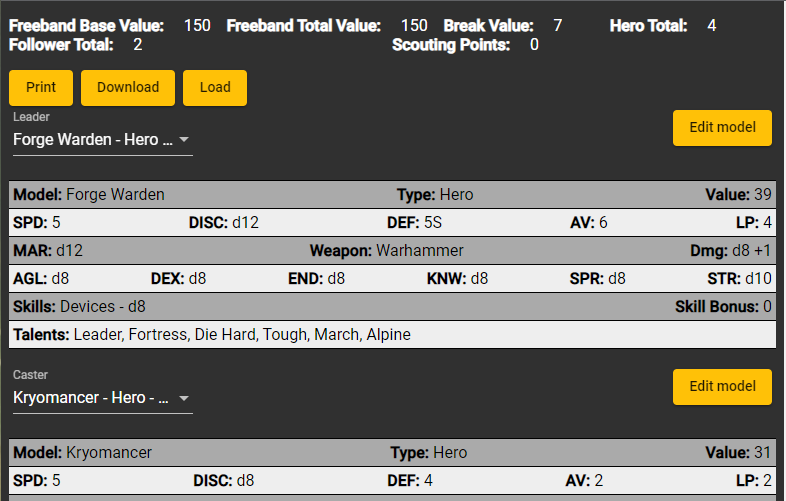 Freeband Base Value: 150 Freeband Total Value: 150 Break Value: 7 Hero Total: 4
Follower Total: 2 Scouting Points: 0
Print Download Load
Leader
Forge Warden - Hero ... Edit model
Model: Forge Warden Type: Hero Value: 39
SPD: 5 DISC: d12 DEF: 5S AV: 6 LP: 4
MAR: d12 Weapon: Warhammer Dmg: d8 +1
AGL: d8 DEX: d8 END: d8 KNW: d8 SPR: d8 STR: d10
Skills: Devices - d8 Skill Bonus: 0
Talents: Leader, Fortress, Die Hard, Tough, March, Alpine
Caster
Kryomancer - Hero - ... Edit model
Model: Kryomancer Type: Hero Value: 31
SPD: 5 DISC: d8 DEF: 4 AV: 2 LP: 2